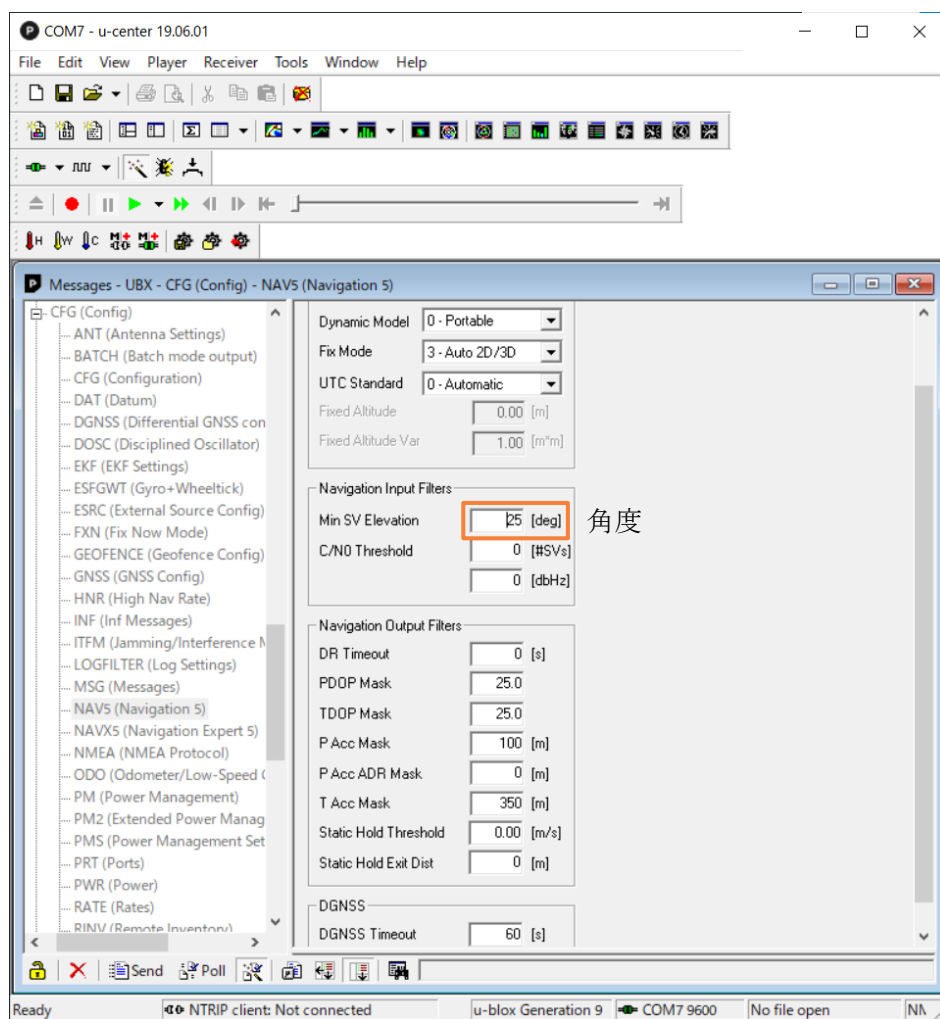 COM7 - u-center 19.06.01
File Edit View Player Receiver Tools Window Help
H W C
Messages - UBX - CFG (Config) - NAV5 (Navigation 5)
CFG (Config)
ANT (Antenna Settings)
BATCH (Batch mode output)
CFG (Configuration)
DAT (Datum)
DGNSS (Differential GNSS con
DOSC (Disciplined Oscillator)
EKF (EKF Settings)
ESFGWT (Gyro+Wheeltick)
ESRC (External Source Config)
FXN (Fix Now Mode)
GEOFENCE (Geofence Config)
GNSS (GNSS Config)
HNR (High Nav Rate)
INF (Inf Messages)
ITFM (Jamming/Interference M
LOGFILTER (Log Settings)
MSG (Messages)
NAV5 (Navigation 5)
NAVX5 (Navigation Expert 5)
NMEA (NMEA Protocol)
ODO (Odometer/Low-Speed
PM (Power Management)
PM2 (Extended Power Manag
PMS (Power Management Set
PRT (Ports)
PWR (Power)
RATE (Rates)
RINV (Remote Inventory)
Dynamic Model 0 - Portable
Fix Mode 3 - Auto 2D/3D
UTC Standard 0 - Automatic
Fixed Altitude 0.00 [m]
Fixed Altitude Var 1.00 [m*m]
Navigation Input Filters
Min SV Elevation 25 [deg] 角度
C/N0 Threshold 0 [#SVs]
0 [dbHz]
Navigation Output Filters
DR Timeout 0 [s]
PDOP Mask 25.0
TDOP Mask 25.0
P Acc Mask 100 [m]
P Acc ADR Mask 0 [m]
T Acc Mask 350 [m]
Static Hold Threshold 0.00 [m/s]
Static Hold Exit Dist 0 [m]
DGNSS
DGNSS Timeout 60 [s]
Send Poll
Ready NTRIP client: Not connected u-blox Generation 9 COM7 9600 No file open NM